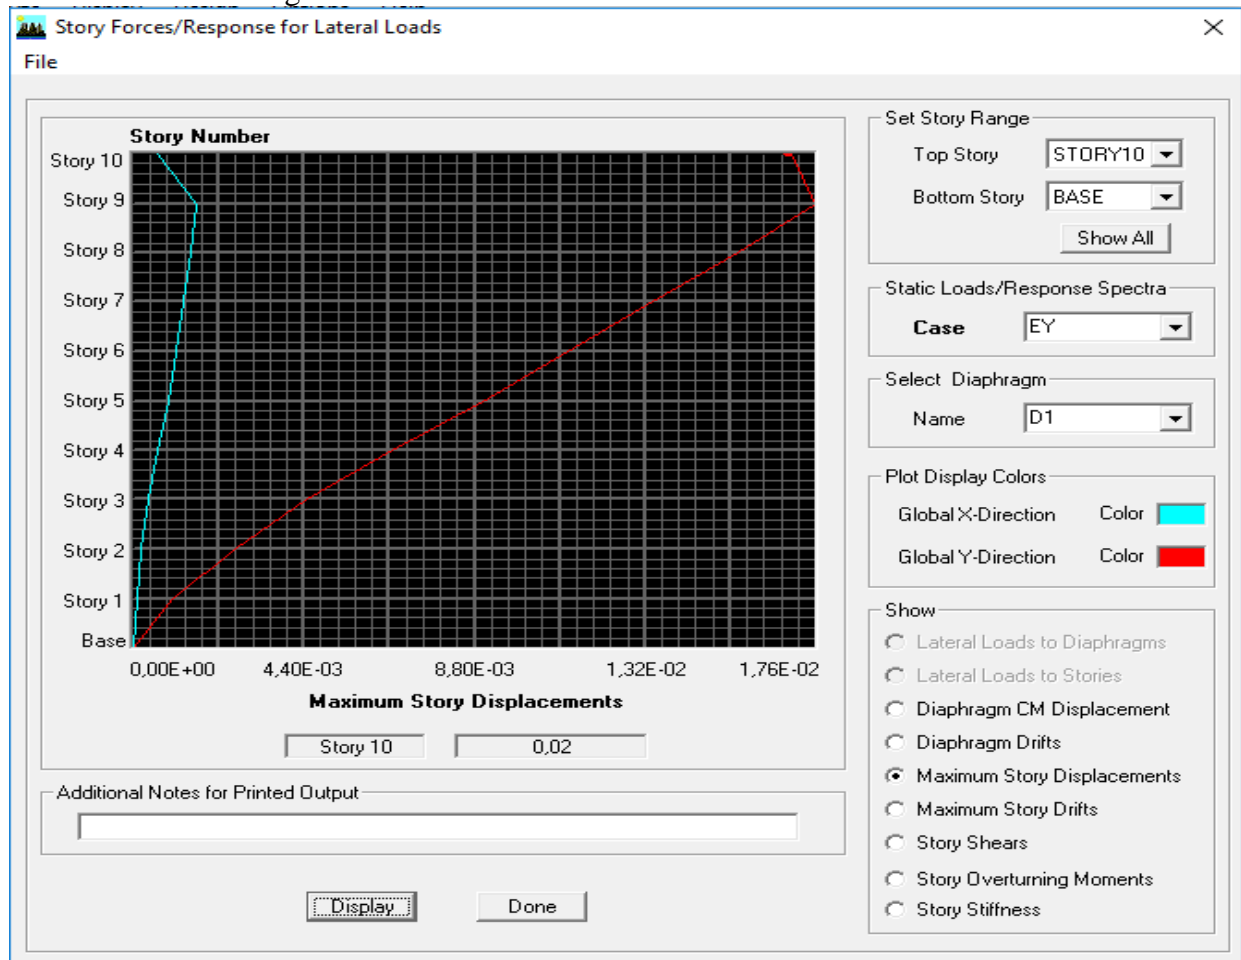 Story Forces/Response for Lateral Loads
File
Story Number
Story 10
Story 9
Story 8
Story 7
Story 6
Story 5
Story 4
Story 3
Story 2
Story 1
Base
0,00E+00 4,40E-03 8,80E-03 1,32E-02 1,76E-02
Maximum Story Displacements
Story 10 0,02
Additional Notes for Printed Output
Display Done
Set Story Range
Top Story STORY10
Bottom Story BASE
Show All
Static Loads/Response Spectra
Case EY
Select Diaphragm
Name D1
Plot Display Colors
Global X-Direction Color
Global Y-Direction Color
Show
Lateral Loads to Diaphragms
Lateral Loads to Stories
Diaphragm CM Displacement
Diaphragm Drifts
Maximum Story Displacements
Maximum Story Drifts
Story Shears
Story Overturning Moments
Story Stiffness